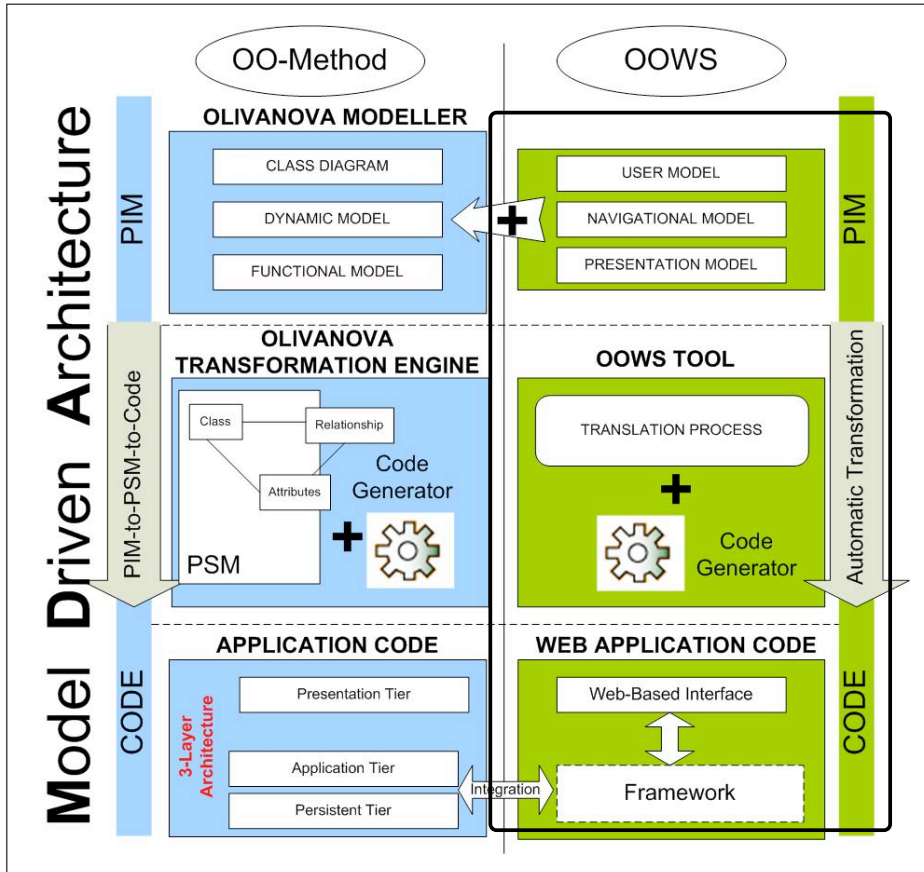 OO-Method
OOWS
Model Driven Architecture
PIM
PIM-to-PSM-to-Code
CODE
OLIVANOVA MODELLER
CLASS DIAGRAM
DYNAMIC MODEL
FUNCTIONAL MODEL
+
USER MODEL
NAVIGATIONAL MODEL
PRESENTATION MODEL
PIM
OLIVANOVA
TRANSFORMATION ENGINE
Class
Relationship
Attributes
PSM
+
Code
Generator
OOWS TOOL
TRANSLATION PROCESS
+
Code
Generator
Automatic Transformation
APPLICATION CODE
3-Layer
Architecture
Presentation Tier
Application Tier
Persistent Tier
Integration
WEB APPLICATION CODE
Web-Based Interface
Framework
CODE